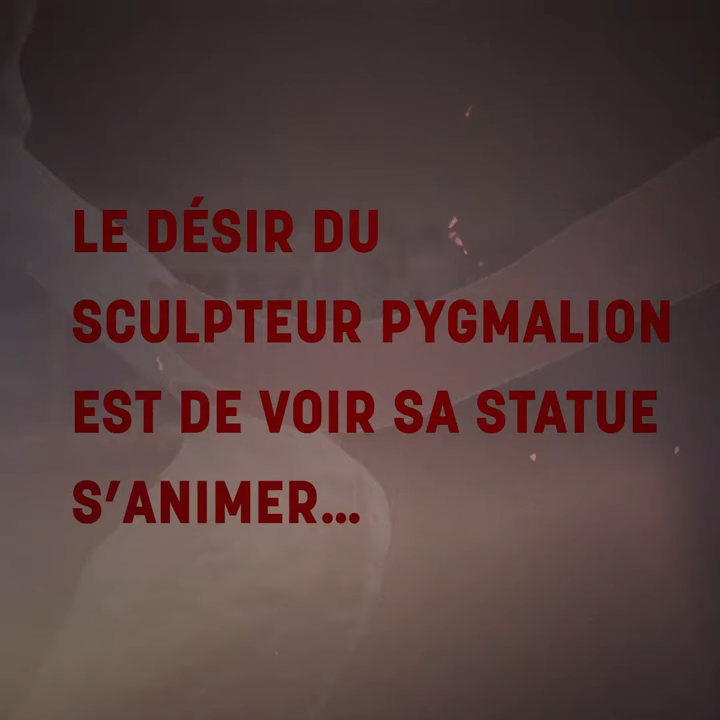 LE DÉSIR DU
SCULPTEUR PYGMALION
EST DE VOIR SA STATUE
S’ANIMER...